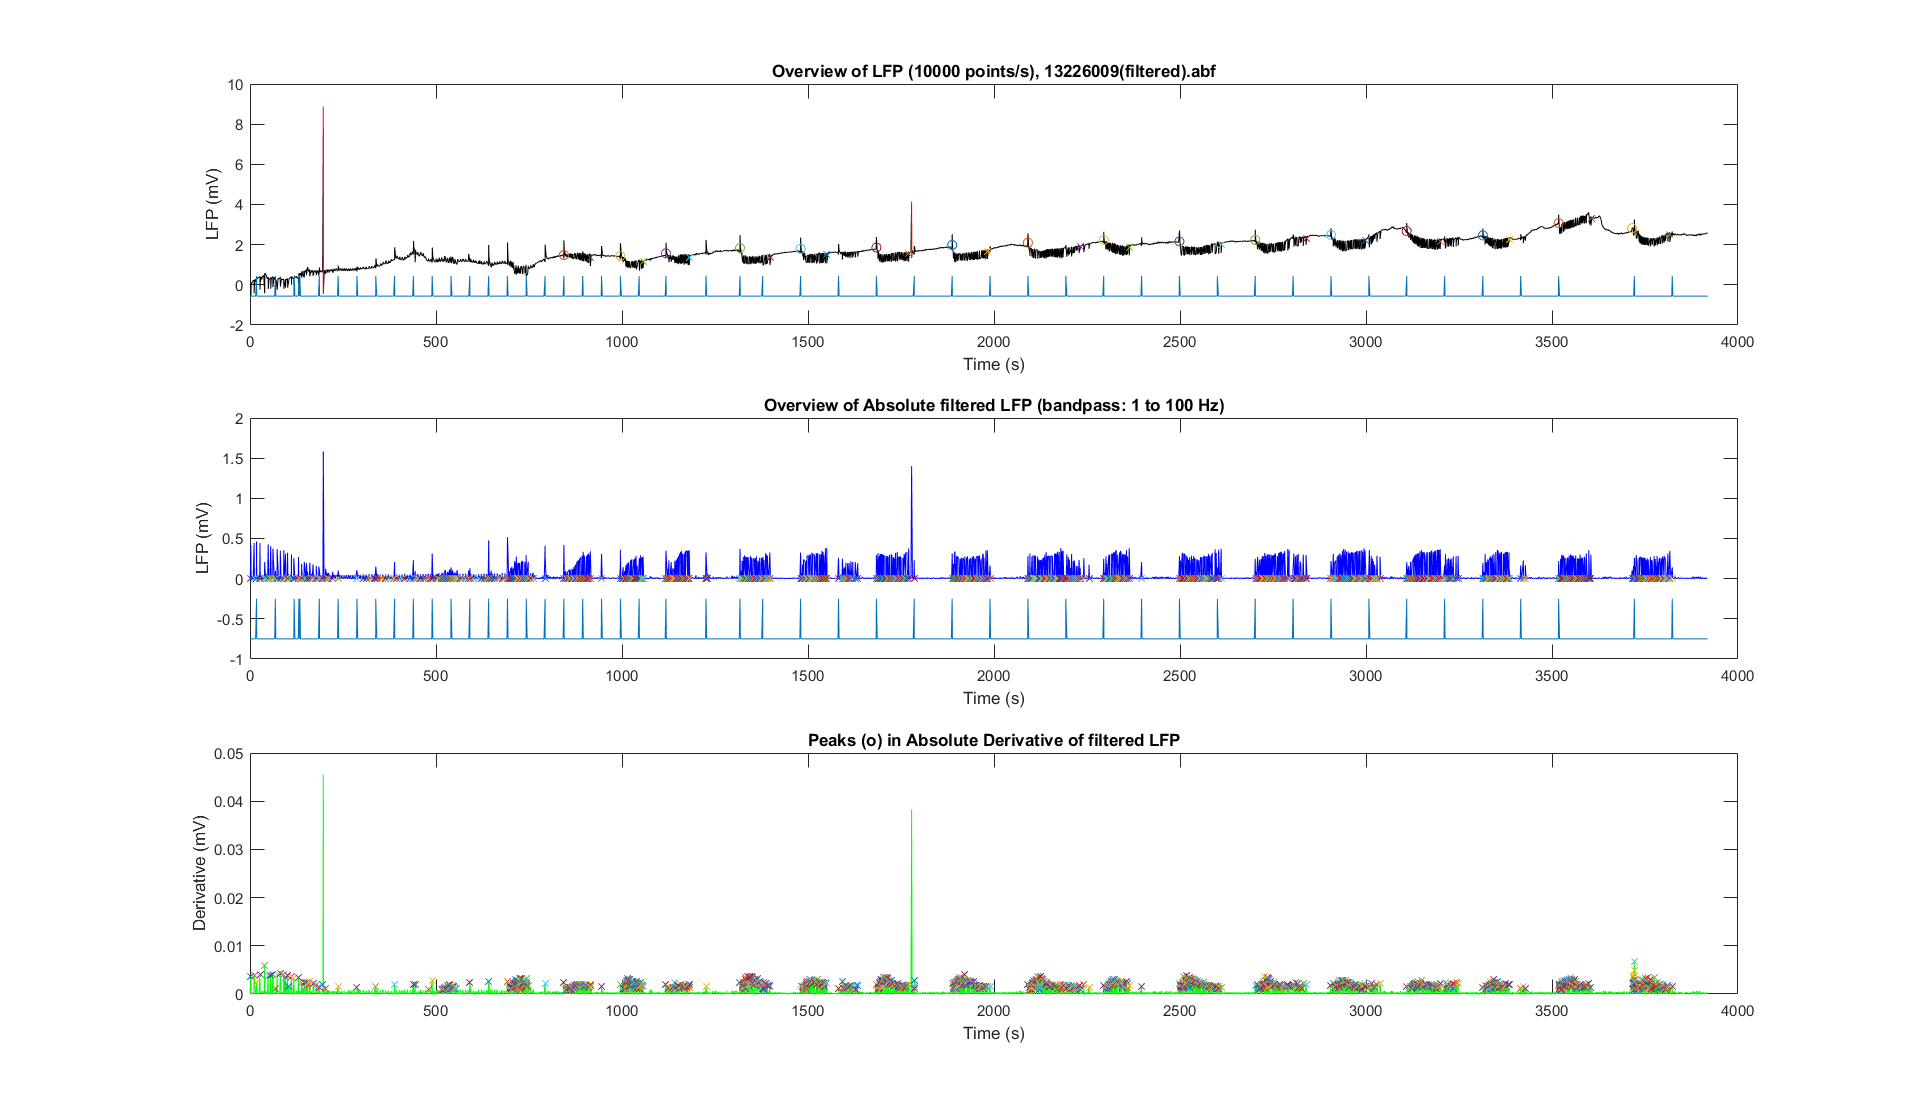 Overview of LFP (10000 points/s), 13226009(filtered).abf
10
8
6
4
2
0
-2
LFP (mV)
0 500 1000 1500 2000 2500 3000 3500 4000
Time (s)
Overview of Absolute filtered LFP (bandpass: 1 to 100 Hz)
2
1.5
1
0.5
0
-0.5
-1
LFP (mV)
0 500 1000 1500 2000 2500 3000 3500 4000
Time (s)
Peaks (o) in Absolute Derivative of filtered LFP
0.05
0.04
0.03
0.02
0.01
0
Derivative (mV)
0 500 1000 1500 2000 2500 3000 3500 4000
Time (s)